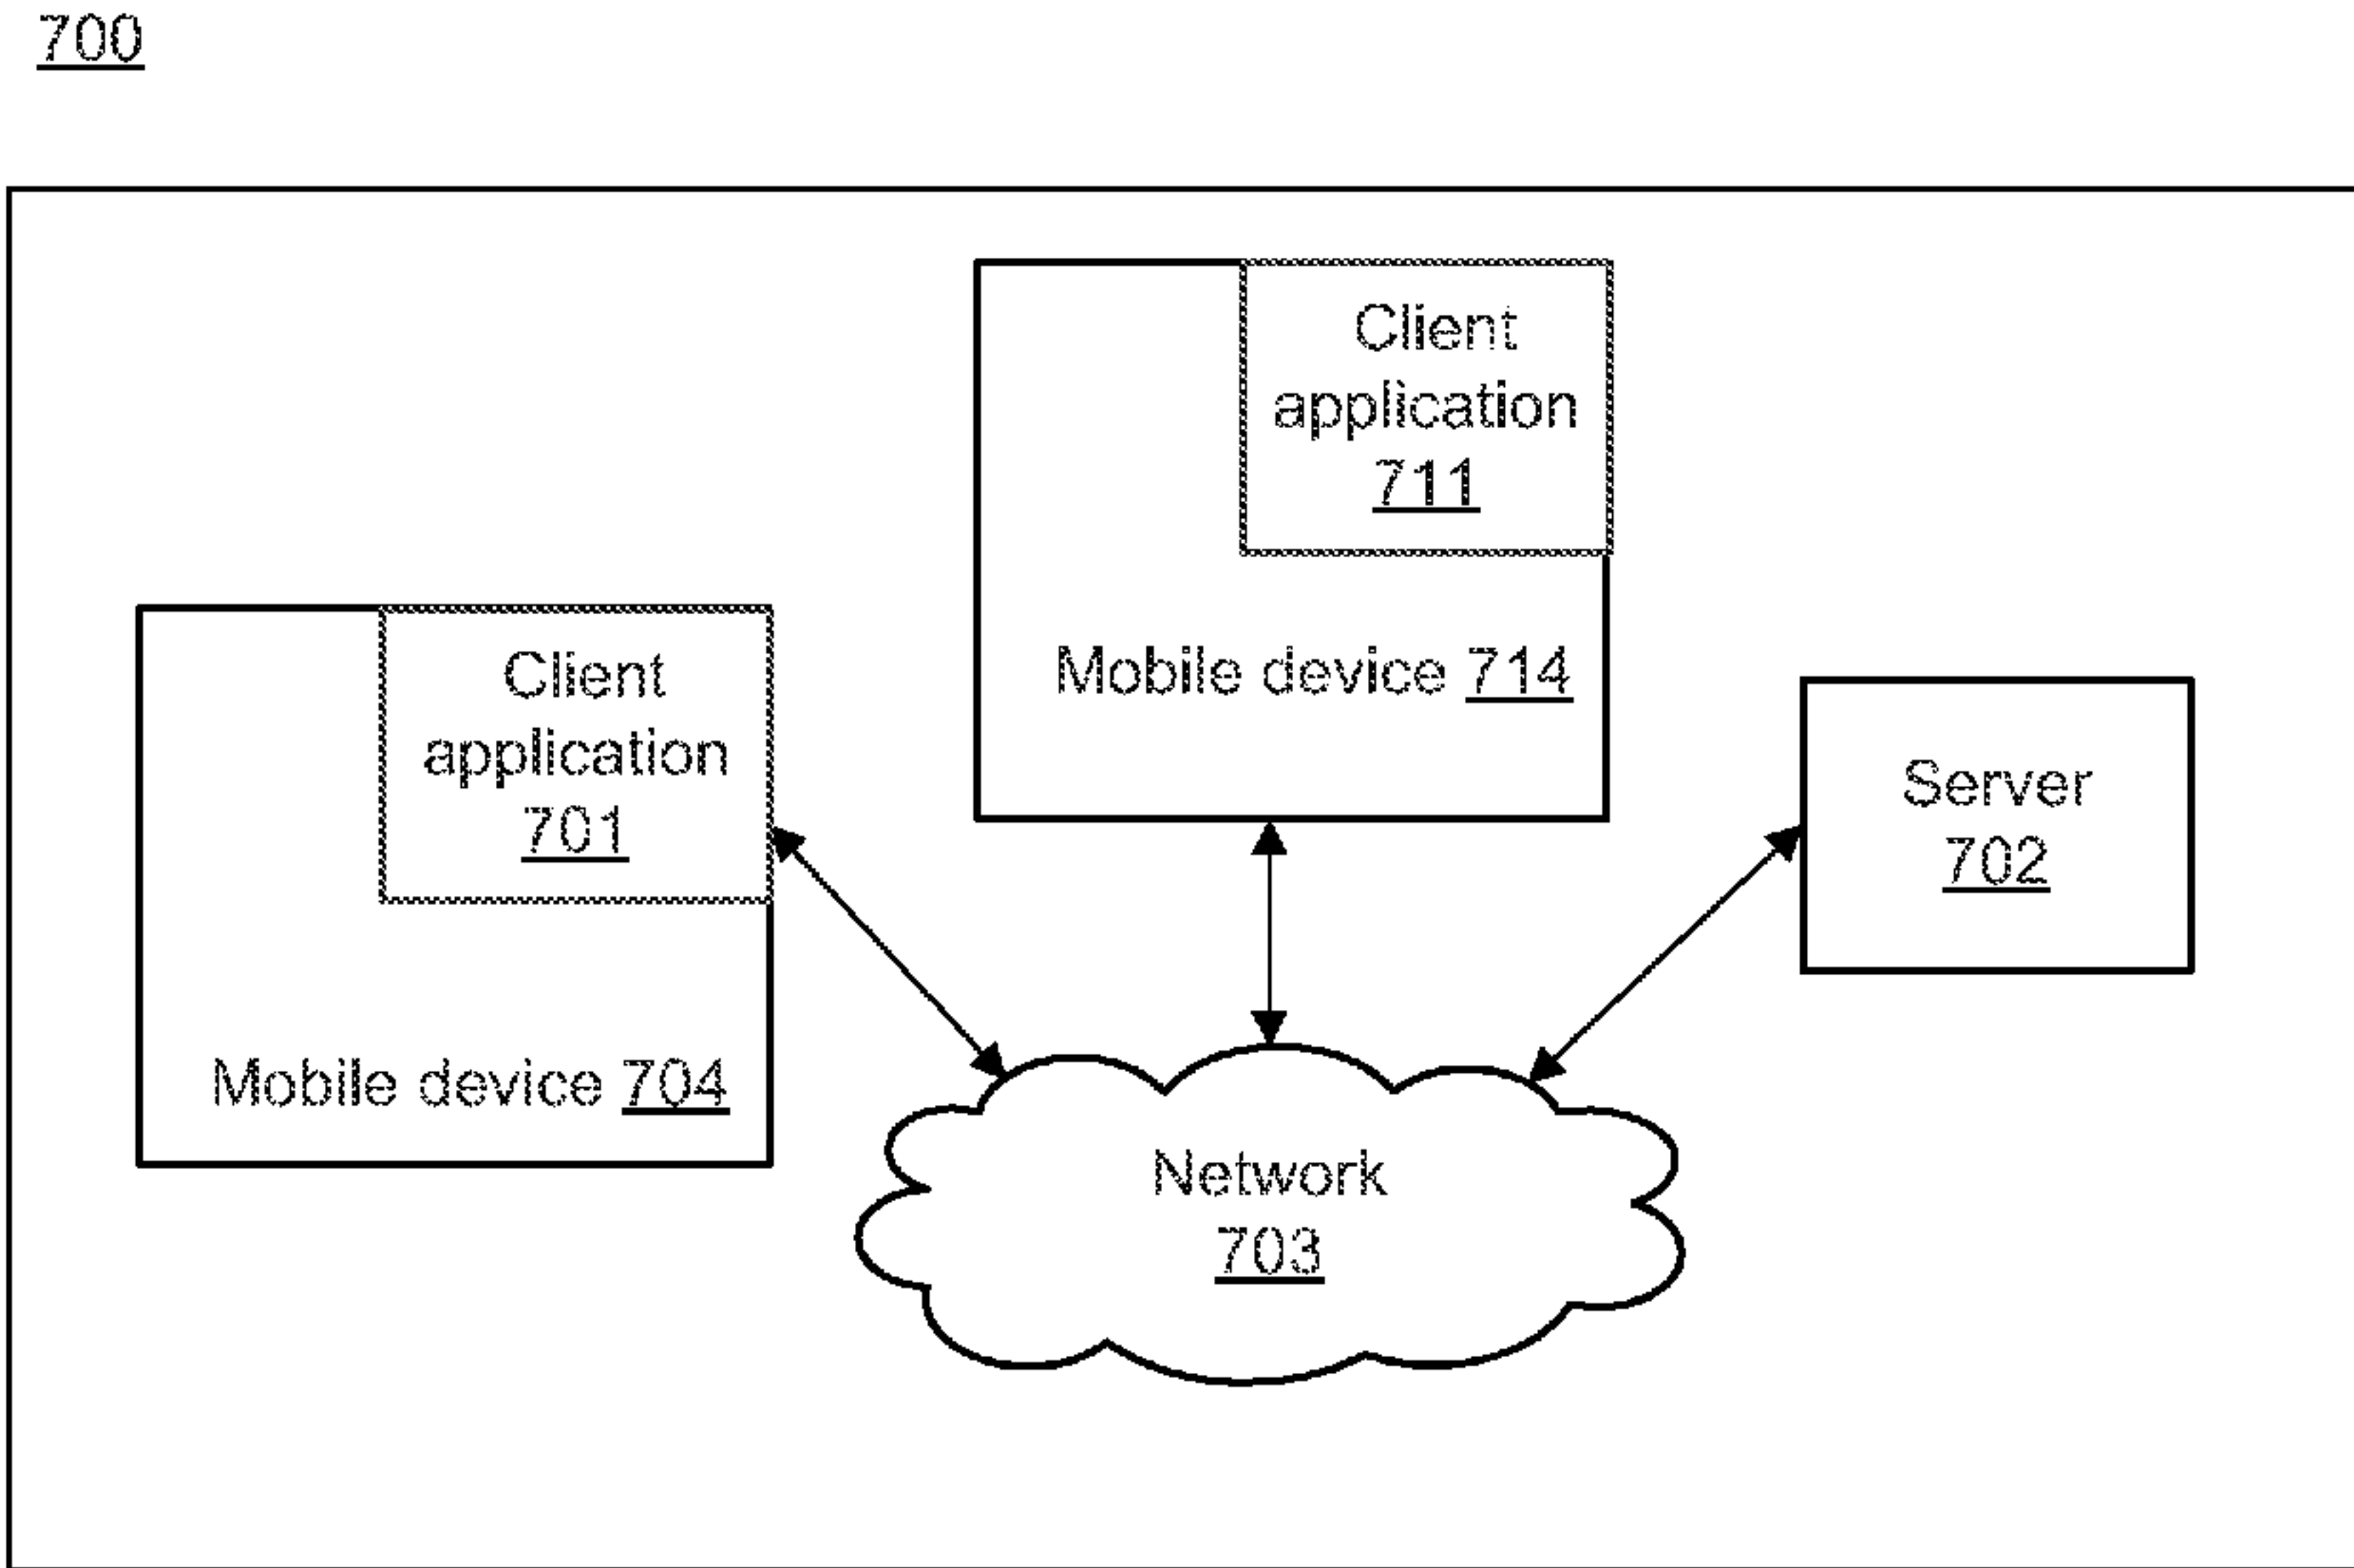 700
Client
application
711
Mobile device 714
Client
application
701
Mobile device 704
Server
702
Network
703